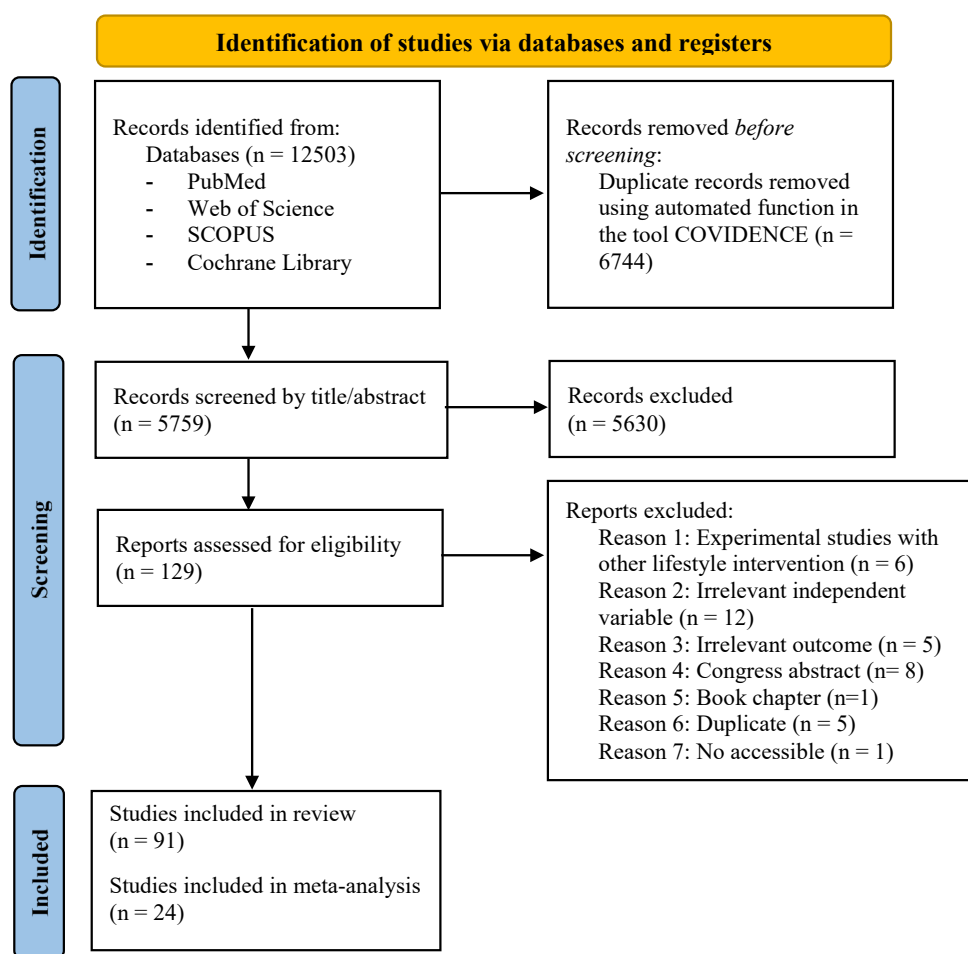 Identification of studies via databases and registers
Identification
Records identified from:
Databases (n = 12503)
- PubMed
- Web of Science
- SCOPUS
- Cochrane Library
Records removed before
screening:
Duplicate records removed
using automated function in
the tool COVIDENCE (n =
6744)
Screening
Records screened by title/abstract
(n = 5759)
Records excluded
(n = 5630)
Reports assessed for eligibility
(n = 129)
Reports excluded:
Reason 1: Experimental studies with
other lifestyle intervention (n = 6)
Reason 2: Irrelevant independent
variable (n = 12)
Reason 3: Irrelevant outcome (n = 5)
Reason 4: Congress abstract (n= 8)
Reason 5: Book chapter (n=1)
Reason 6: Duplicate (n = 5)
Reason 7: No accessible (n = 1)
Included
Studies included in review
(n = 91)
Studies included in meta-analysis
(n = 24)